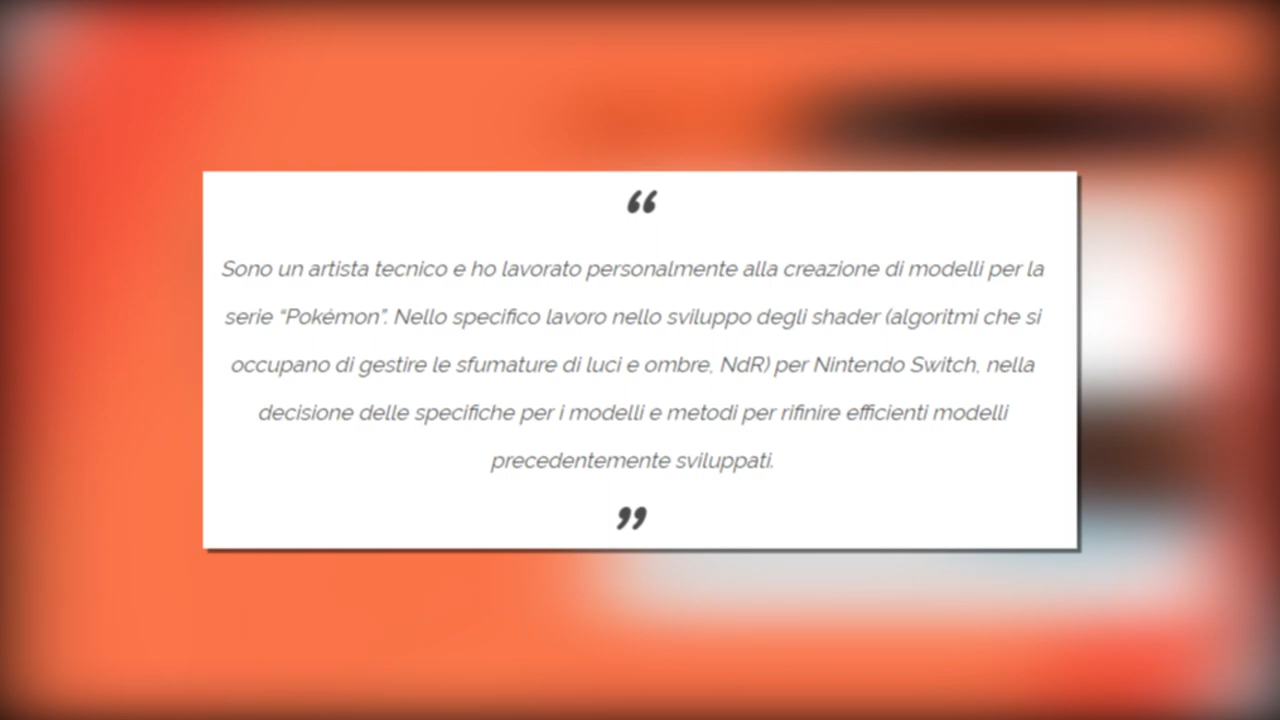 “
Sono un artista tecnico e ho lavorato personalmente alla creazione di modelli per la
serie “Pokémon”. Nello specifico lavoro nello sviluppo degli shader (algoritmi che si
occupano di gestire le sfumature di luci e ombre, NdR) per Nintendo Switch, nella
decisione delle specifiche per i modelli e metodi per rifinire efficienti modelli
precedentemente sviluppati.
”